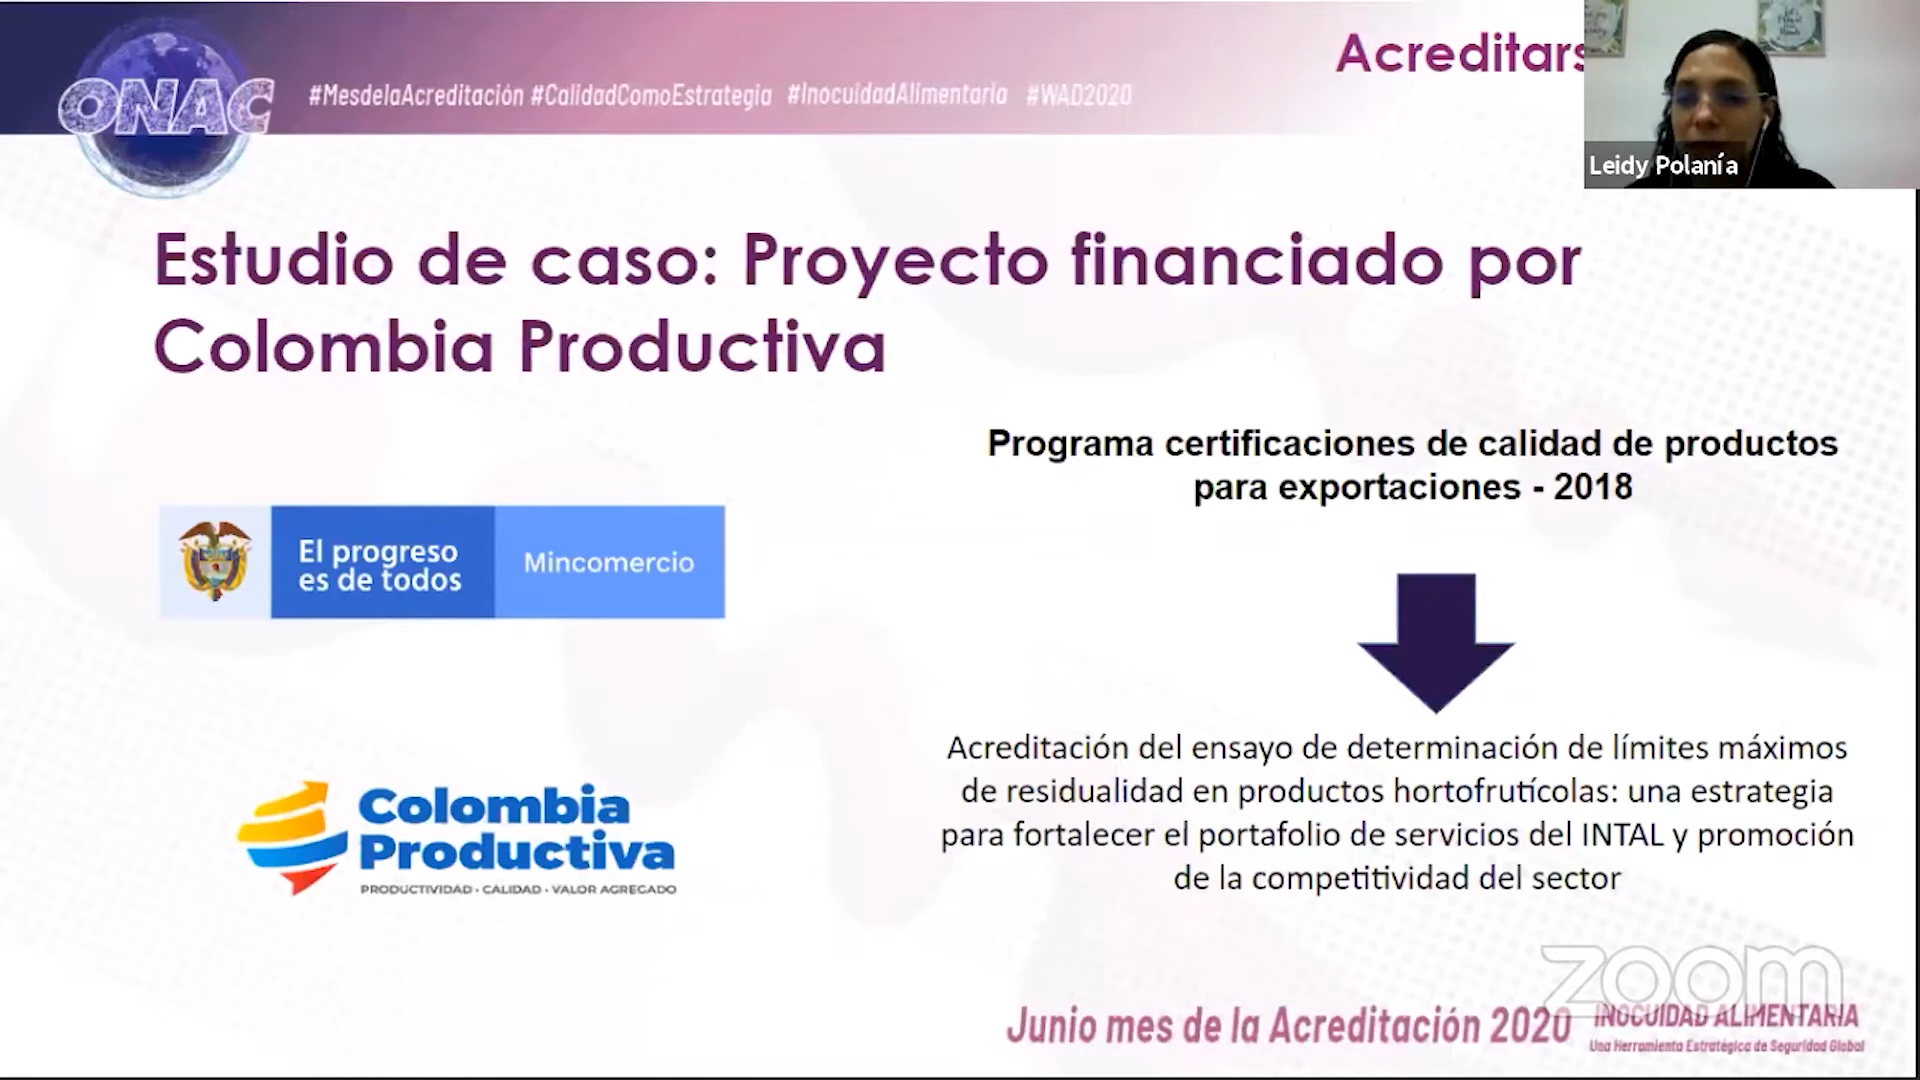 ONAC
#MesdelaAcreditación #CalidadComoEstrategia #InocuidadAlimentaria #WAD2020
Acreditars
Leidy Polanía
Estudio de caso: Proyecto financiado por
Colombia Productiva
Programa certificaciones de calidad de productos
para exportaciones - 2018
El progreso
es de todos
Mincomercio
Acreditación del ensayo de determinación de límites máximos
de residualidad en productos hortofrutícolas: una estrategia
para fortalecer el portafolio de servicios del INTAL y promoción
de la competitividad del sector
Colombia
Productiva
PRODUCTIVIDAD · CALIDAD · VALOR AGREGADO
zoom
Junio mes de la Acreditación 2020
INOCUIDAD ALIMENTARIA
Una Herramienta Estratégica de Seguridad Global